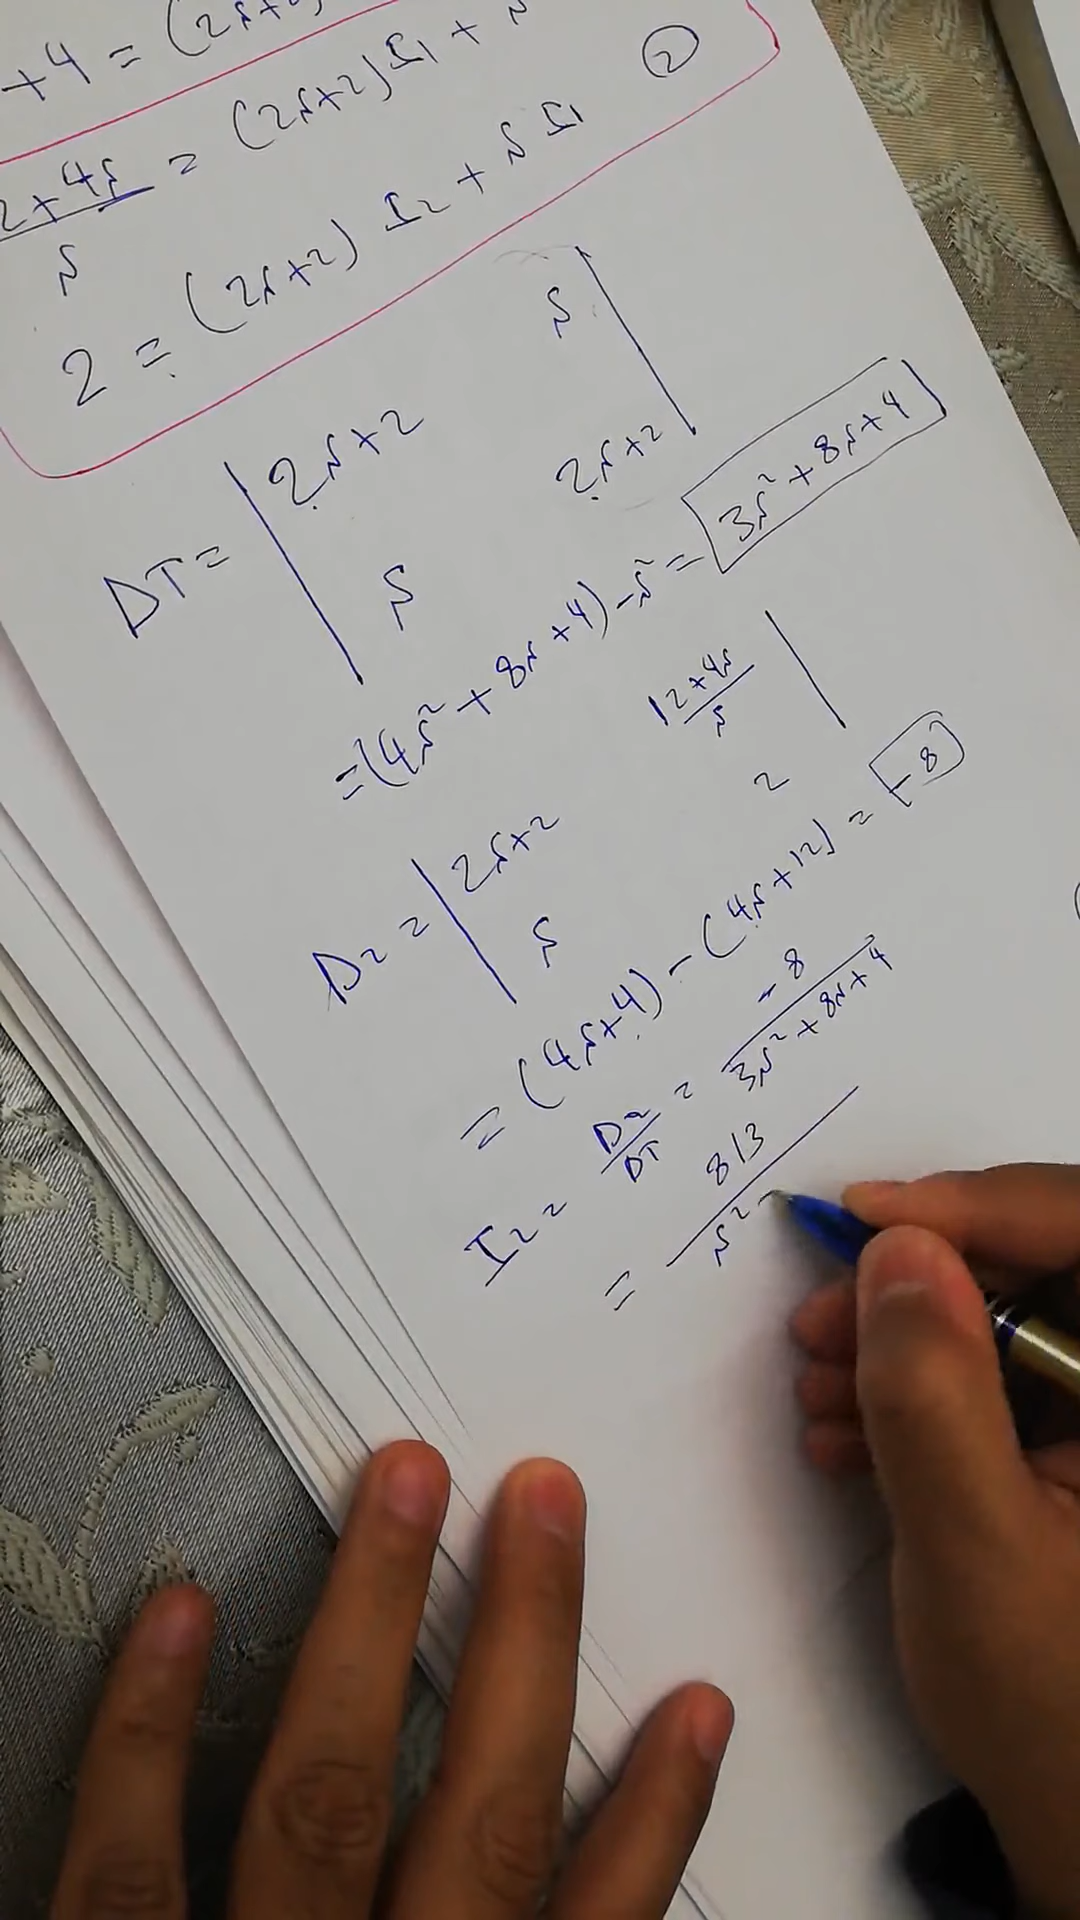 + 4 = (2s+2)
2+4s/s = (2s+2)I1 + s
2 = (2s+2) I2 + s I1
②
DT = | 2s+2 s |
| s 2s+2 |
= (4s² + 8s + 4) - s² = 3s² + 8s + 4
D2 = | 2s+2 12+4s/s |
| s 2 |
= (4s+4) - (4s+12) = -8
I2 = D2/DT = -8/3s²+8s+4
= 8/3 / s²